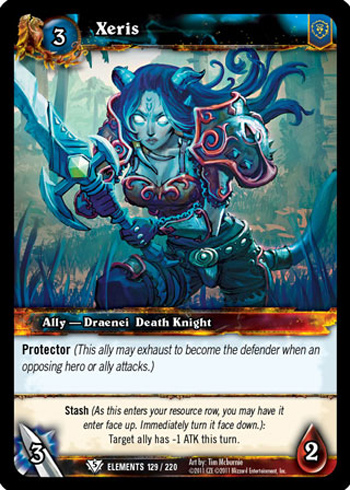 3
Xeris
Ally — Draenei Death Knight
Protector (This ally may exhaust to become the defender when an
opposing hero or ally attacks.)
Stash (As this enters your resource row, you may have it
enter face up. Immediately turn it face down.):
Target ally has -1 ATK this turn.
3
ELEMENTS 129 / 220
Art by: Tim Mcburnie
©2011 CZE ©2011 Blizzard Entertainment, Inc.
2